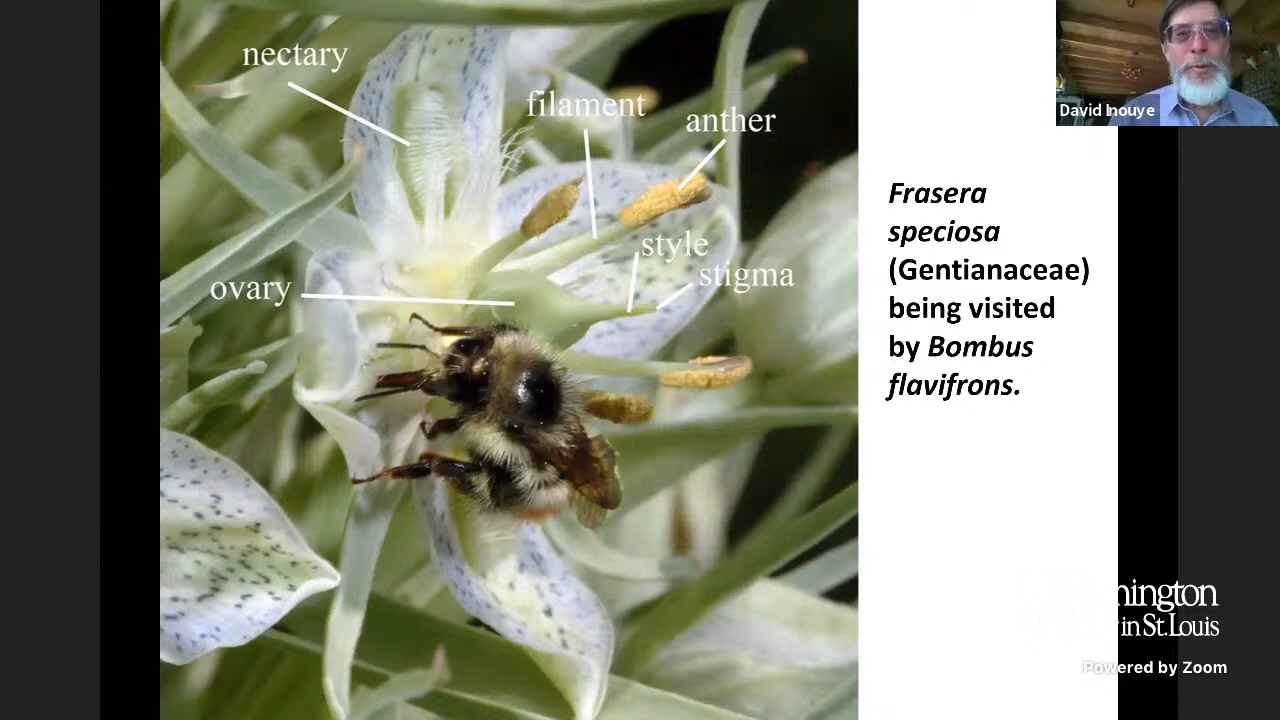 nectary
filament
anther
style
stigma
ovary
David Inouye
Frasera
speciosa
(Gentianaceae)
being visited
by Bombus
flavifrons.
in St. Louis
Powered by Zoom